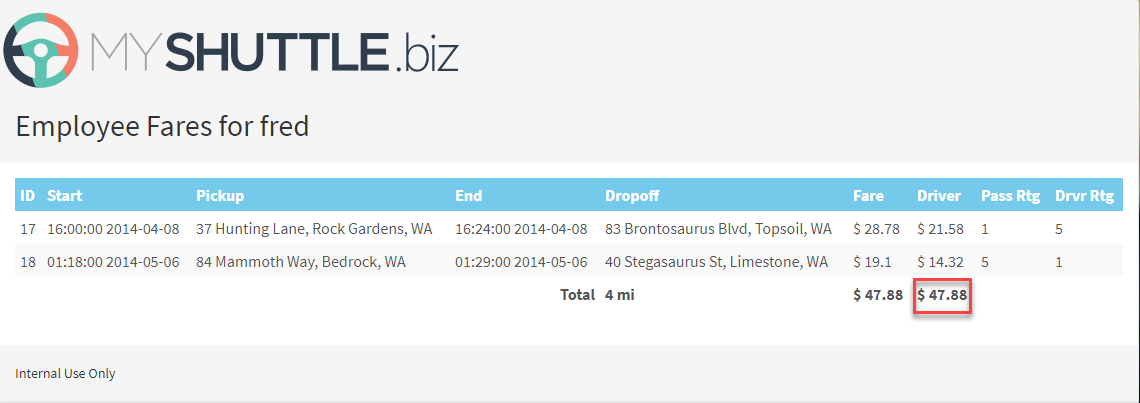 MYSHUTTLE.biz
Employee Fares for fred
ID Start Pickup End Dropoff Fare Driver Pass Rtg Drvr Rtg
17 16:00:00 2014-04-08 37 Hunting Lane, Rock Gardens, WA 16:24:00 2014-04-08 83 Brontosaurus Blvd, Topsoil, WA $ 28.78 $ 21.58 1 5
18 01:18:00 2014-05-06 84 Mammoth Way, Bedrock, WA 01:29:00 2014-05-06 40 Stegasaurus St, Limestone, WA $ 19.1 $ 14.32 5 1
Total 4 mi $ 47.88 $ 47.88
Internal Use Only